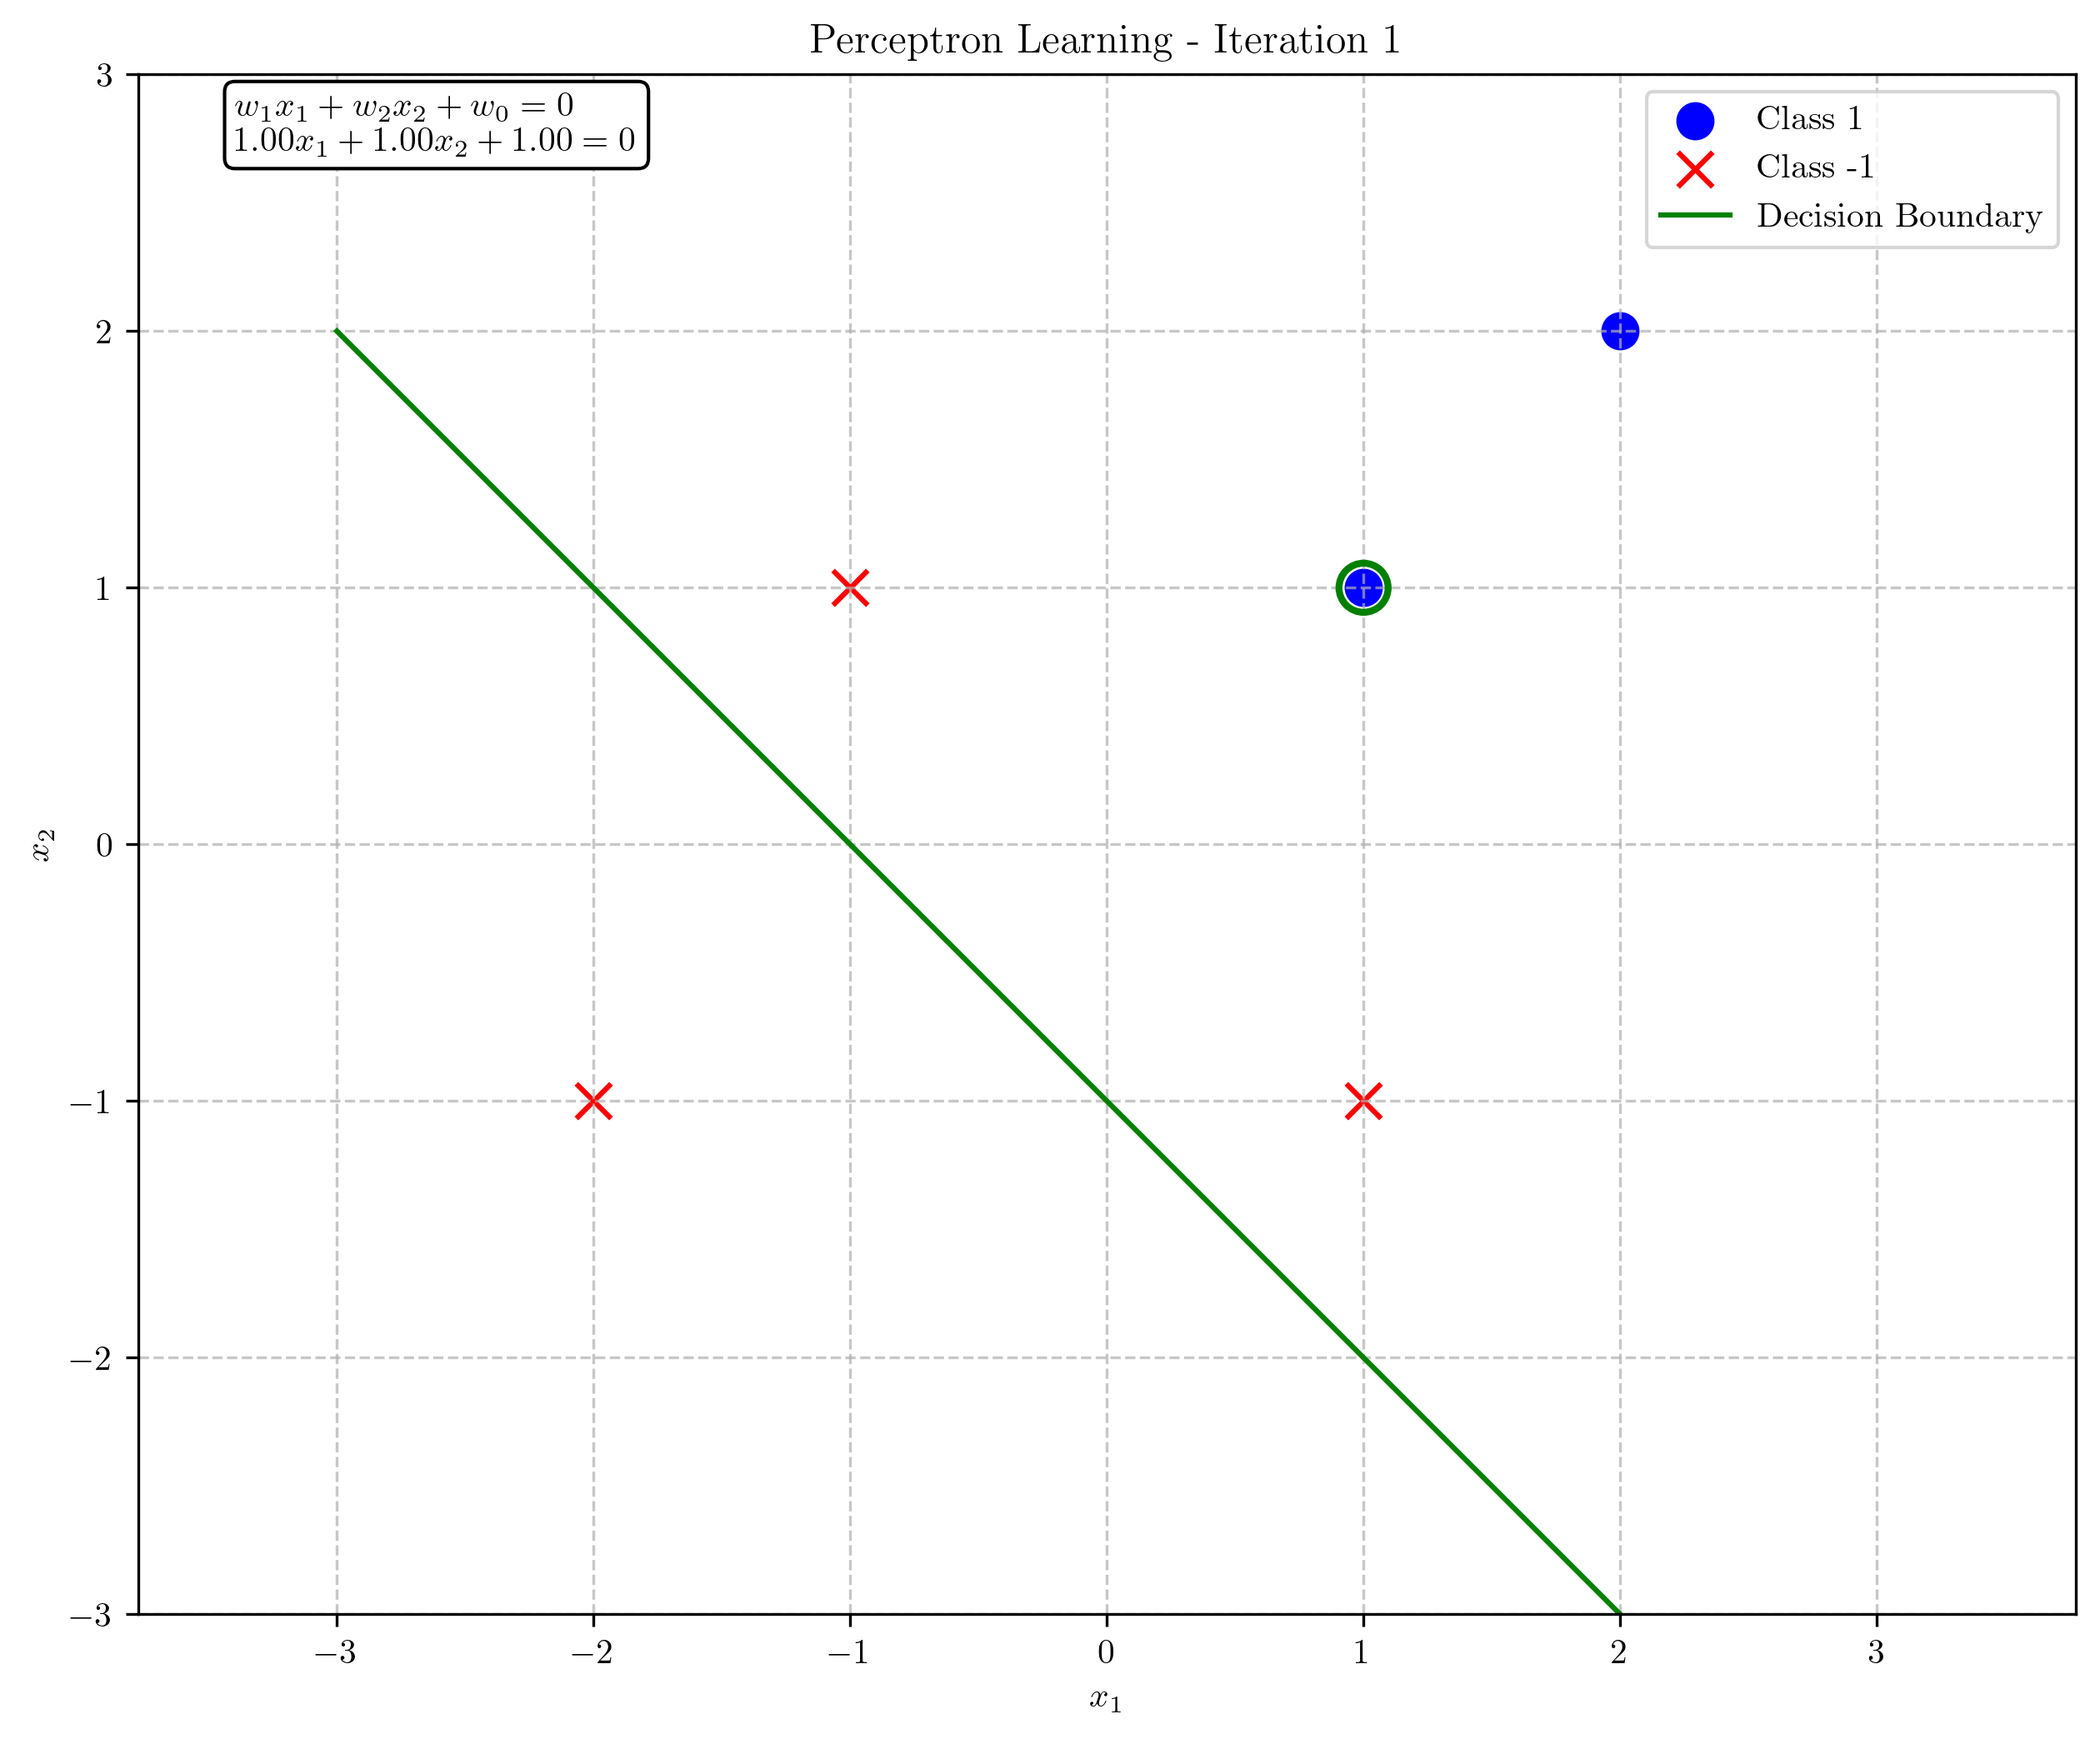 Perceptron Learning - Iteration 1
w₁x₁ + w₂x₂ + w₀ = 0
1.00x₁ + 1.00x₂ + 1.00 = 0
Class 1
Class -1
Decision Boundary
3
2
1
0
−1
−2
−3
x₂
−3 −2 −1 0 1 2 3
x₁